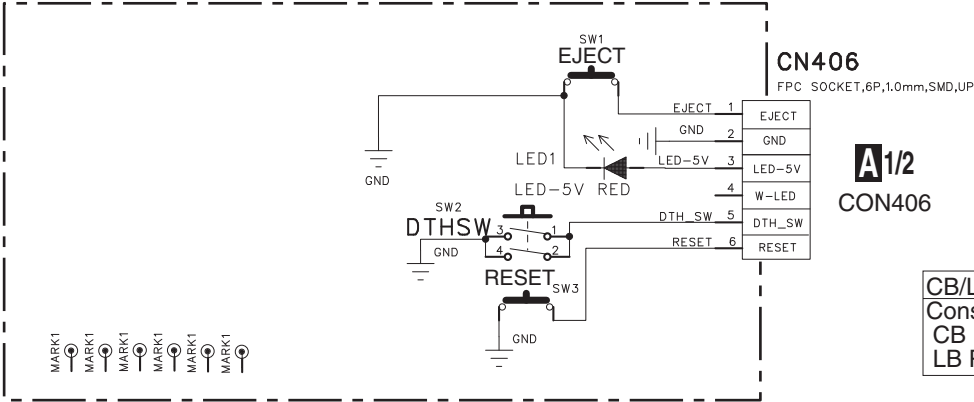 SW1
EJECT
CN406
FPC SOCKET,6P,1.0mm,SMD,UP
EJECT 1 EJECT
GND 2 GND
LED-5V 3 LED-5V
4 W-LED
DTH_SW 5 DTH_SW
RESET 6 RESET
A 1/2
CON406
GND
LED1
LED-5V RED
SW2
DTHSW
GND
3 1
4 2
RESET
SW3
GND
MARK1 MARK1 MARK1 MARK1 MARK1 MARK1
CB/L
Cons
CB
LB